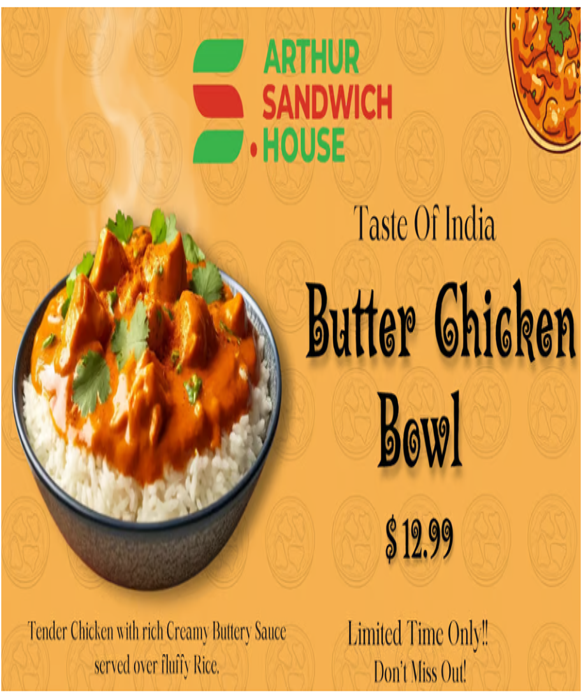 ARTHUR
SANDWICH
HOUSE
Taste Of India
Butter Chicken
Bowl
$ 12.99
Tender Chicken with rich Creamy Buttery Sauce
served over fluffy Rice.
Limited Time Only!!
Don't Miss Out!